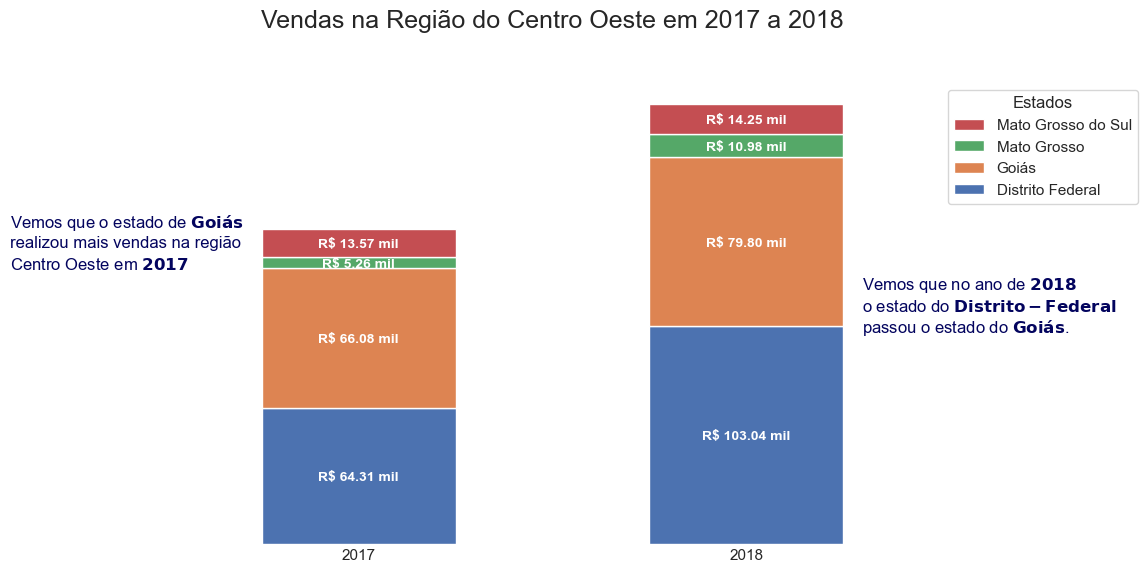 Vendas na Região do Centro Oeste em 2017 a 2018
Estados
Mato Grosso do Sul
Mato Grosso
Goiás
Distrito Federal
Vemos que o estado de Goiás
realizou mais vendas na região
Centro Oeste em 2017
R$ 13.57 mil
R$ 5.26 mil
R$ 66.08 mil
R$ 64.31 mil
2017
R$ 14.25 mil
R$ 10.98 mil
R$ 79.80 mil
R$ 103.04 mil
2018
Vemos que no ano de 2018
o estado do Distrito − Federal
passou o estado do Goiás.